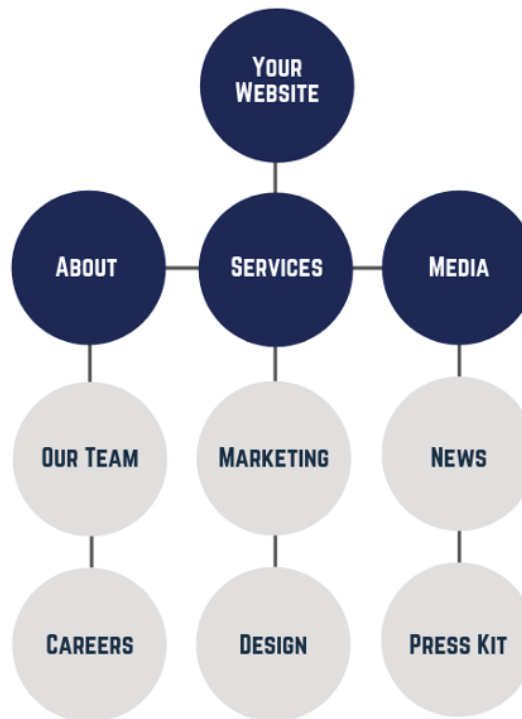 Your
Website
About
Services
Media
Our Team
Marketing
News
Careers
Design
Press Kit